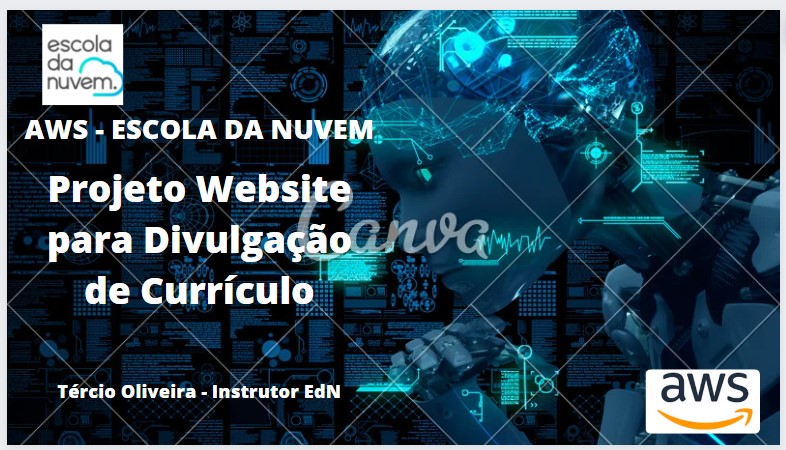 escola
da
nuvem.
AWS - ESCOLA DA NUVEM
Projeto Website
para Divulgação
de Currículo
Canva
Tércio Oliveira - Instrutor EdN
aws